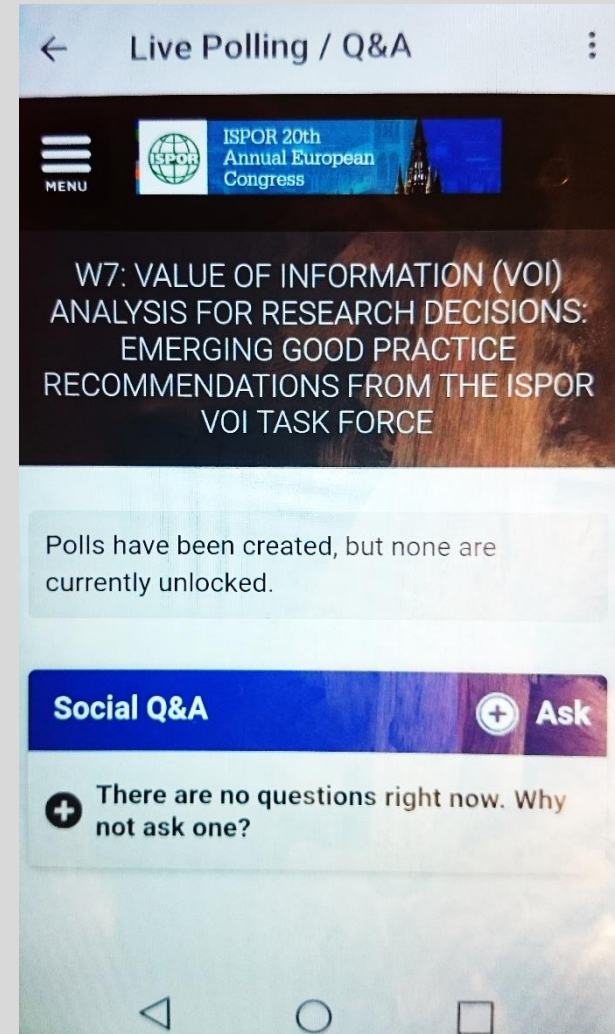 Live Polling / Q&A
MENU
ISPOR
ISPOR 20th
Annual European
Congress
W7: VALUE OF INFORMATION (VOI)
ANALYSIS FOR RESEARCH DECISIONS:
EMERGING GOOD PRACTICE
RECOMMENDATIONS FROM THE ISPOR
VOI TASK FORCE
Polls have been created, but none are
currently unlocked.
Social Q&A
Ask
There are no questions right now. Why
not ask one?